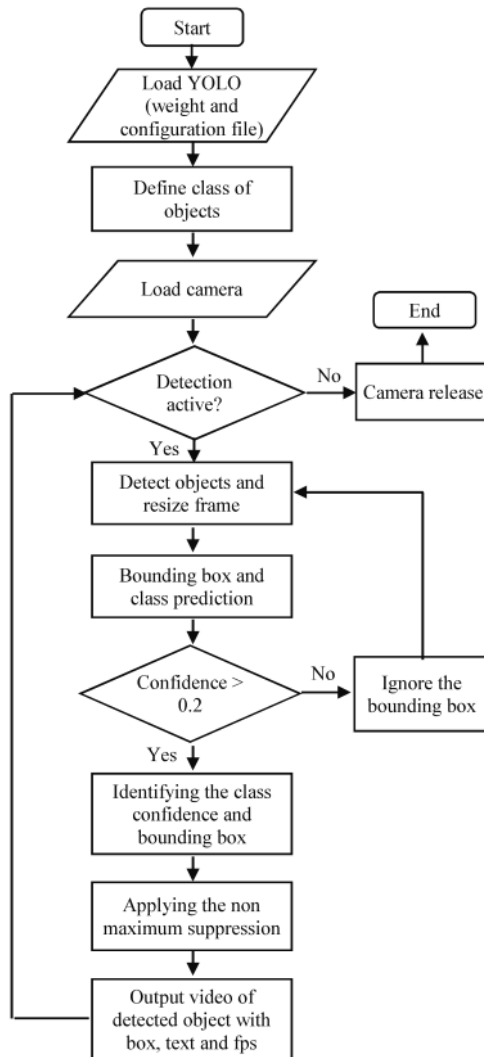 Start
Load YOLO
(weight and
configuration file)
Define class of
objects
Load camera
End
Detection
active?
No
Camera release
Yes
Detect objects and
resize frame
Bounding box and
class prediction
Confidence >
0.2
No
Ignore the
bounding box
Yes
Identifying the class
confidence and
bounding box
Applying the non
maximum suppression
Output video of
detected object with
box, text and fps